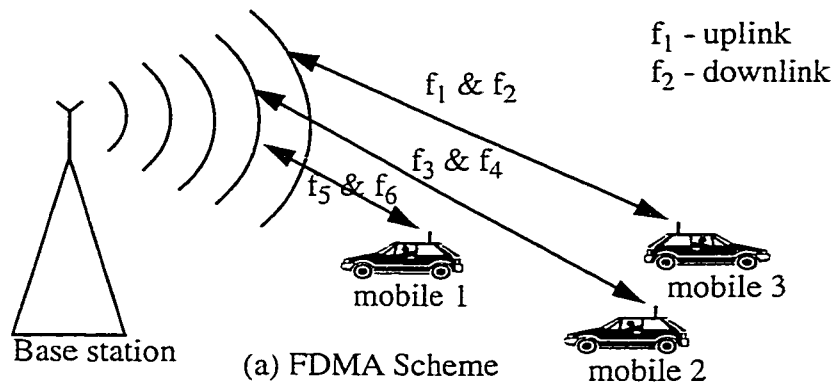 f₁ - uplink
f₂ - downlink
f₁ & f₂
f₃ & f₄
f₅ & f₆
mobile 1
mobile 3
mobile 2
Base station
(a) FDMA Scheme